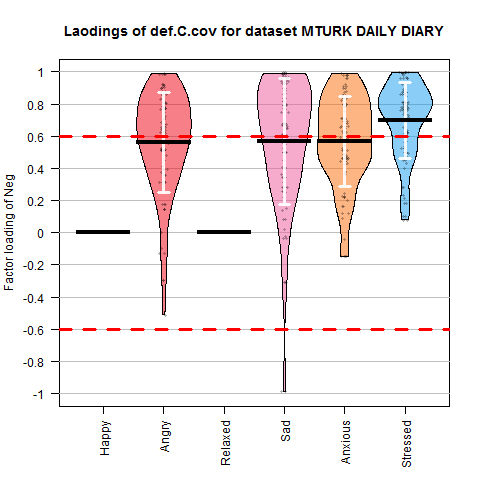 Laodings of def.C.cov for dataset MTURK DAILY DIARY
Factor loading of Neg
1
0.8
0.6
0.4
0.2
0
-0.2
-0.4
-0.6
-0.8
-1
Happy
Angry
Relaxed
Sad
Anxious
Stressed